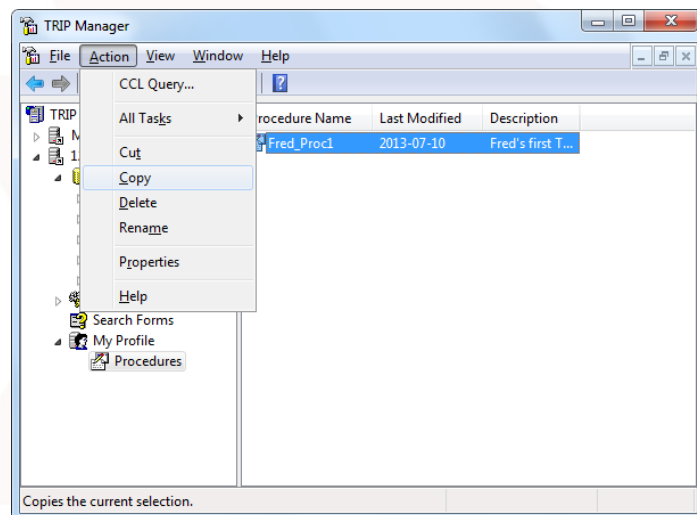 TRIP Manager
File Action View Window Help
CCL Query...
TRIP All Tasks Procedure Name Last Modified Description
Fred_Proc1 2013-07-10 Fred's first T...
Cut
Copy
Delete
Rename
Properties
Help
Search Forms
My Profile
Procedures
Copies the current selection.